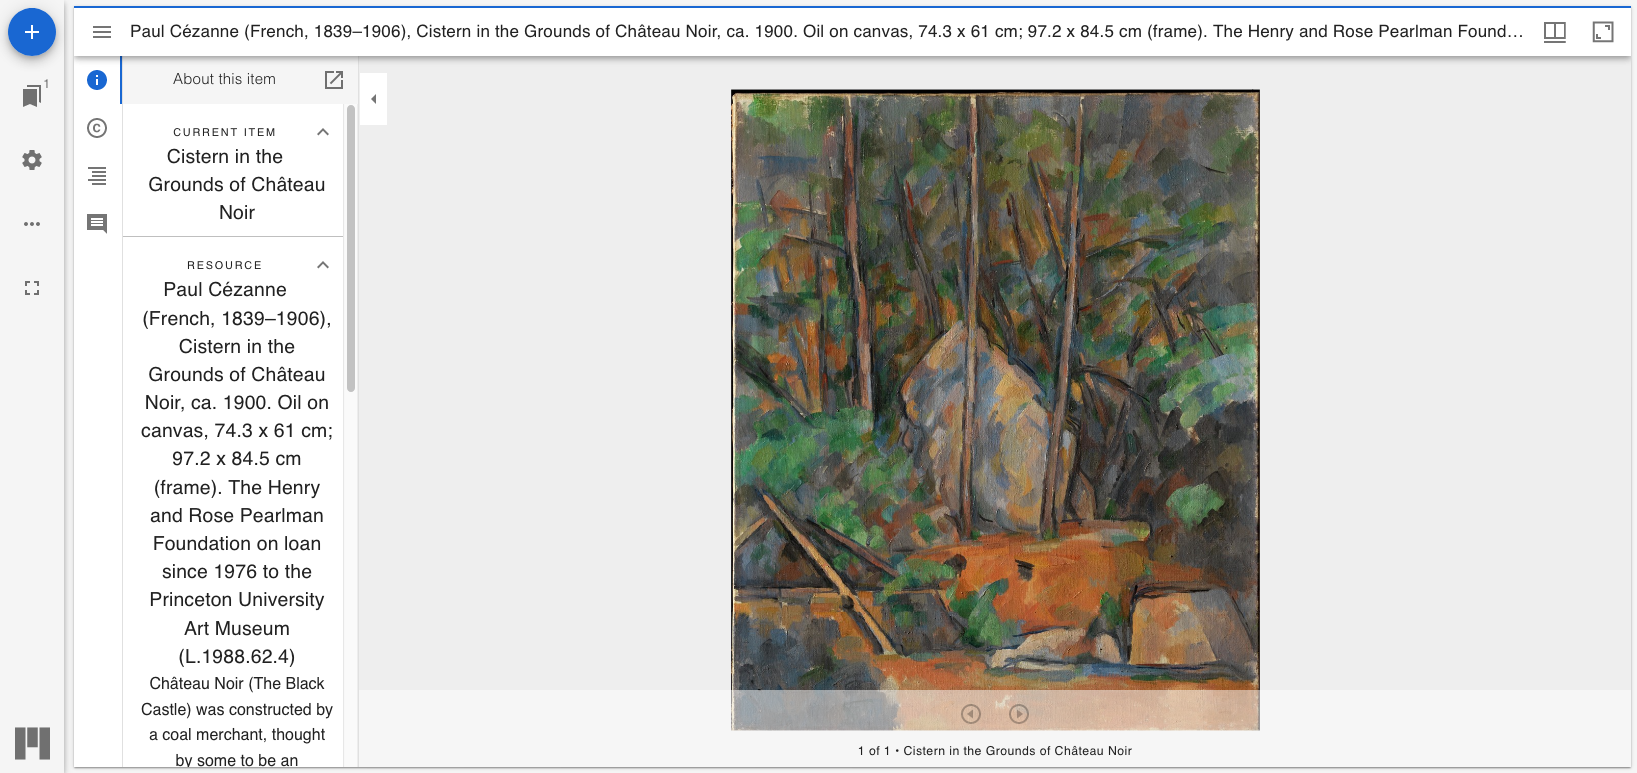 Paul Cézanne (French, 1839–1906), Cistern in the Grounds of Château Noir, ca. 1900. Oil on canvas, 74.3 x 61 cm; 97.2 x 84.5 cm (frame). The Henry and Rose Pearlman Found…
1
About this item
CURRENT ITEM
Cistern in the
Grounds of Château
Noir
RESOURCE
Paul Cézanne
(French, 1839–1906),
Cistern in the
Grounds of Château
Noir, ca. 1900. Oil on
canvas, 74.3 x 61 cm;
97.2 x 84.5 cm
(frame). The Henry
and Rose Pearlman
Foundation on loan
since 1976 to the
Princeton University
Art Museum
(L.1988.62.4)
Château Noir (The Black
Castle) was constructed by
a coal merchant, thought
by some to be an
1 of 1 • Cistern in the Grounds of Château Noir